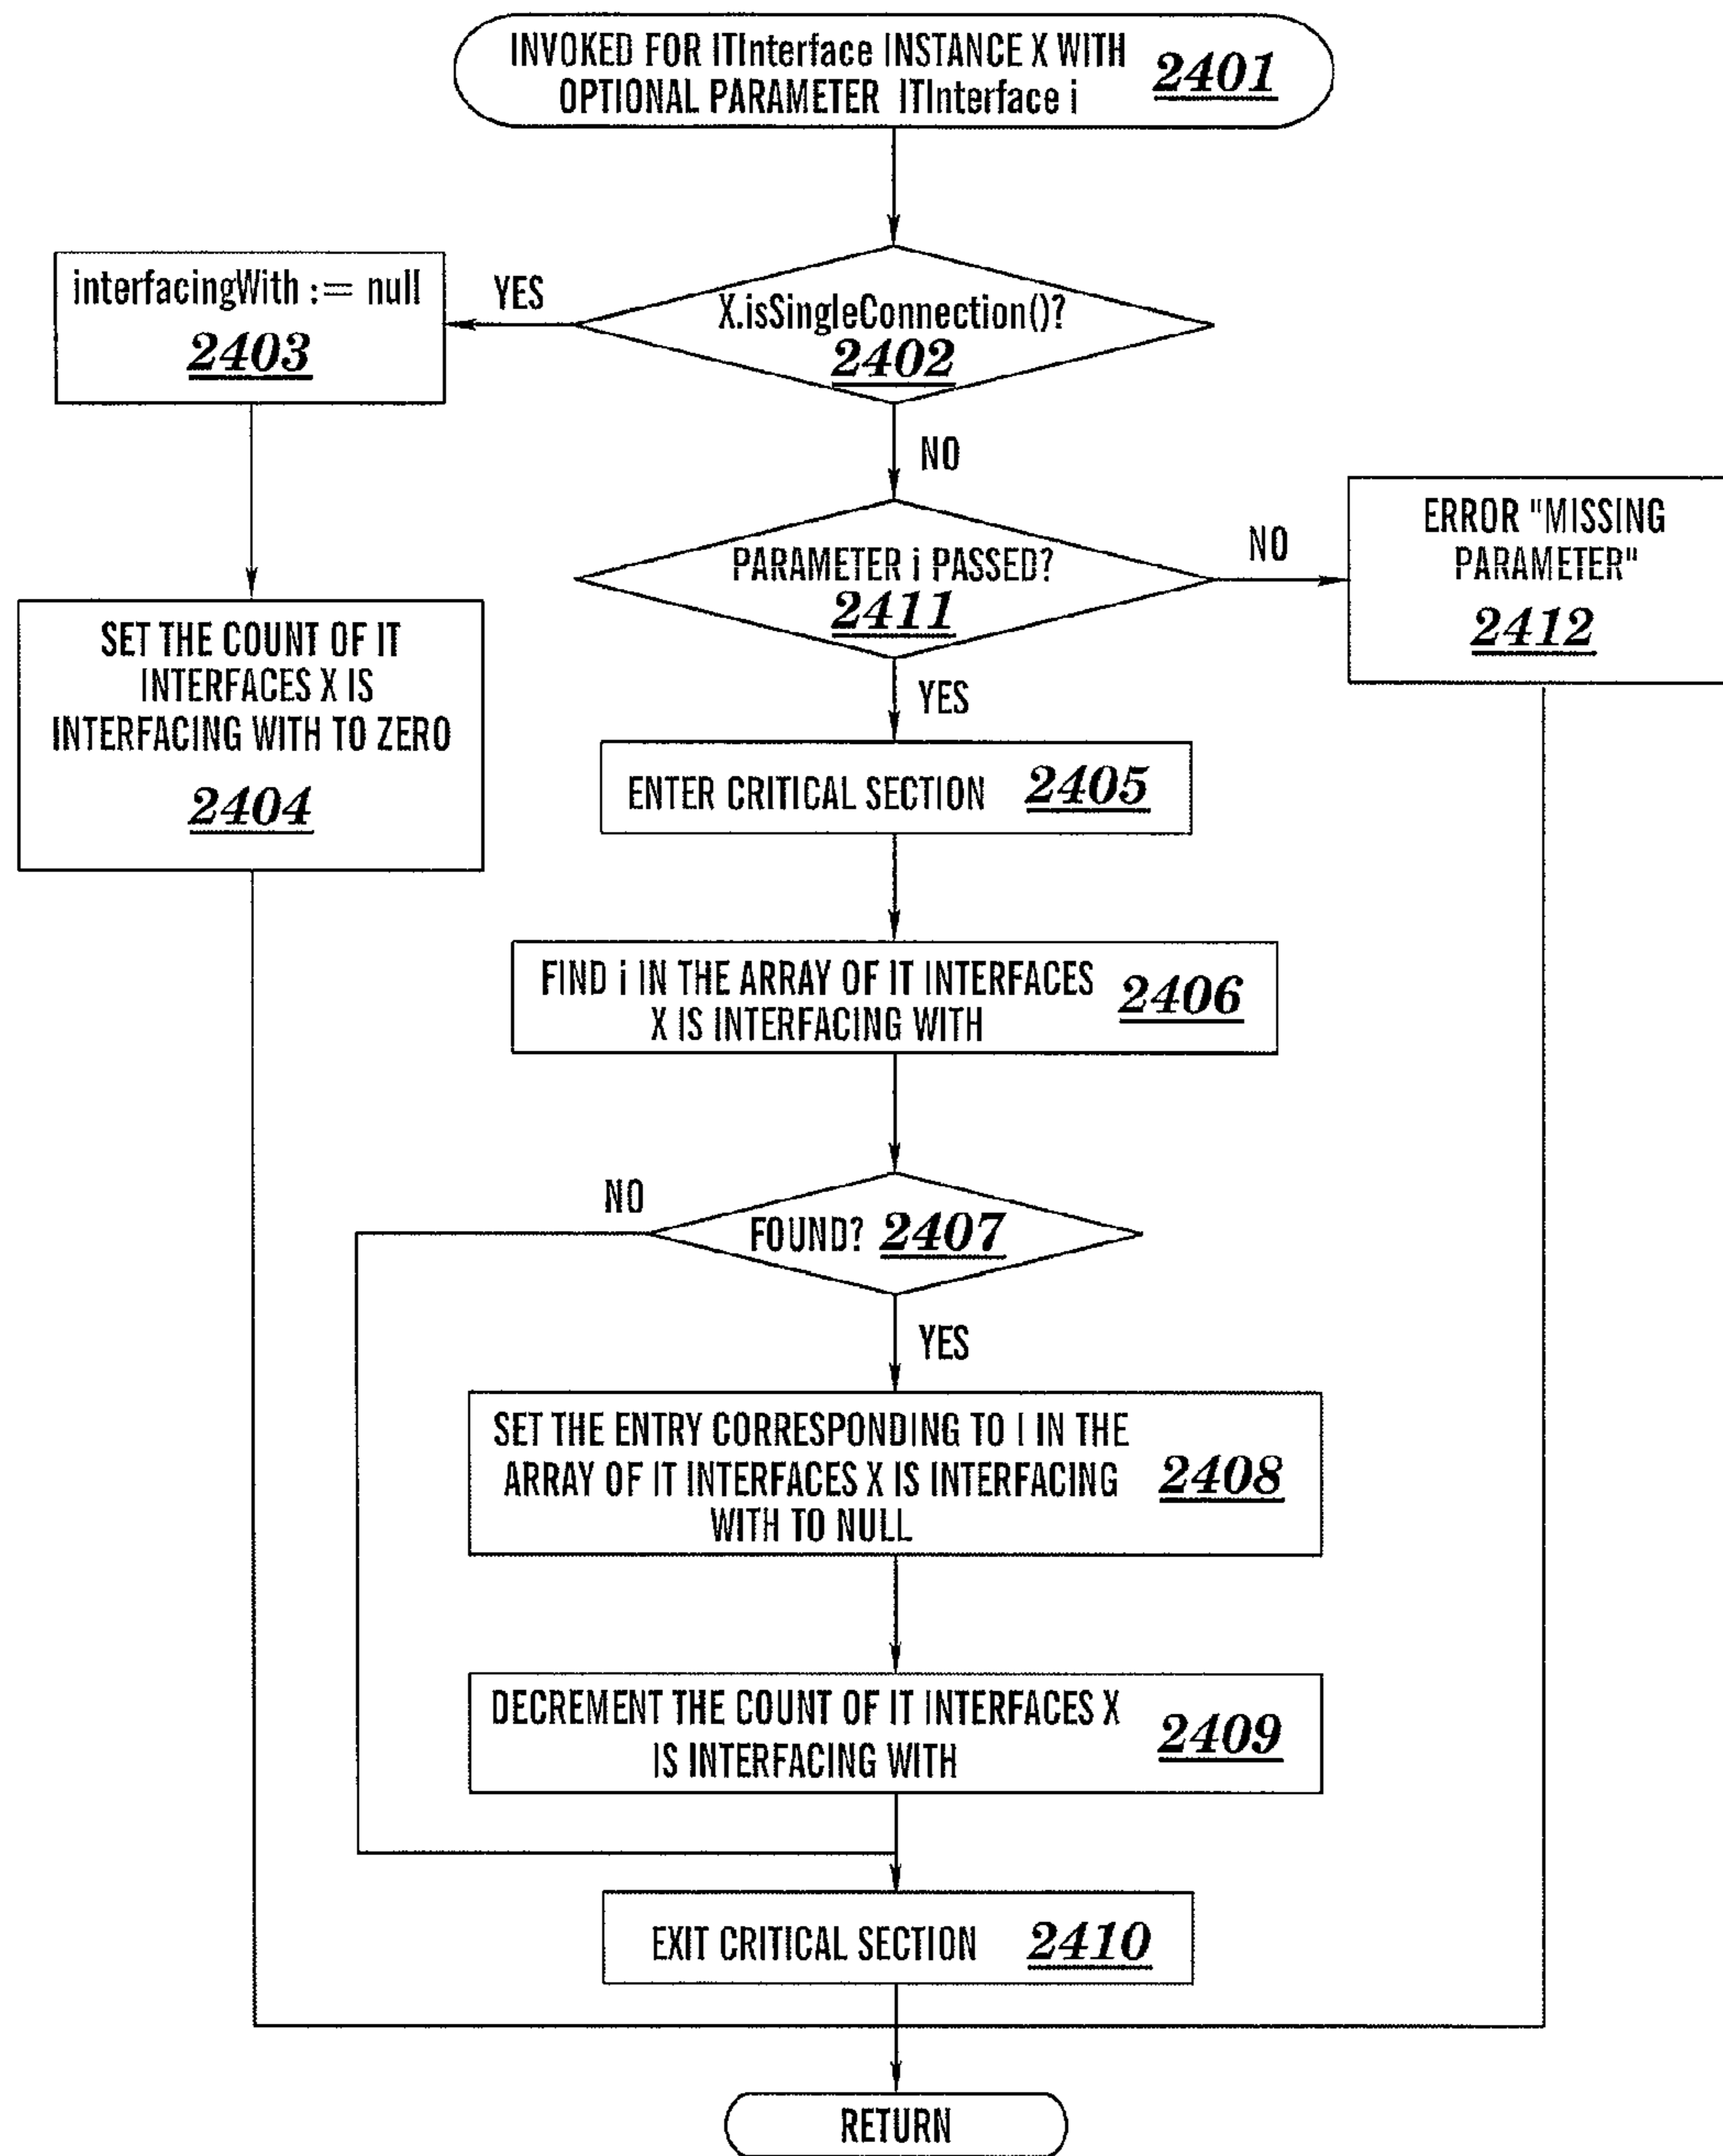 INVOKED FOR ITInterface INSTANCE X WITH
OPTIONAL PARAMETER ITInterface i
2401
X.isSingleConnection()?
2402
YES
interfacingWith := null
2403
SET THE COUNT OF IT
INTERFACES X IS
INTERFACING WITH TO ZERO
2404
NO
PARAMETER i PASSED?
2411
NO
ERROR "MISSING
PARAMETER"
2412
YES
ENTER CRITICAL SECTION 2405
FIND i IN THE ARRAY OF IT INTERFACES
X IS INTERFACING WITH
2406
NO
FOUND? 2407
YES
SET THE ENTRY CORRESPONDING TO I IN THE
ARRAY OF IT INTERFACES X IS INTERFACING
WITH TO NULL
2408
DECREMENT THE COUNT OF IT INTERFACES X
IS INTERFACING WITH
2409
EXIT CRITICAL SECTION 2410
RETURN